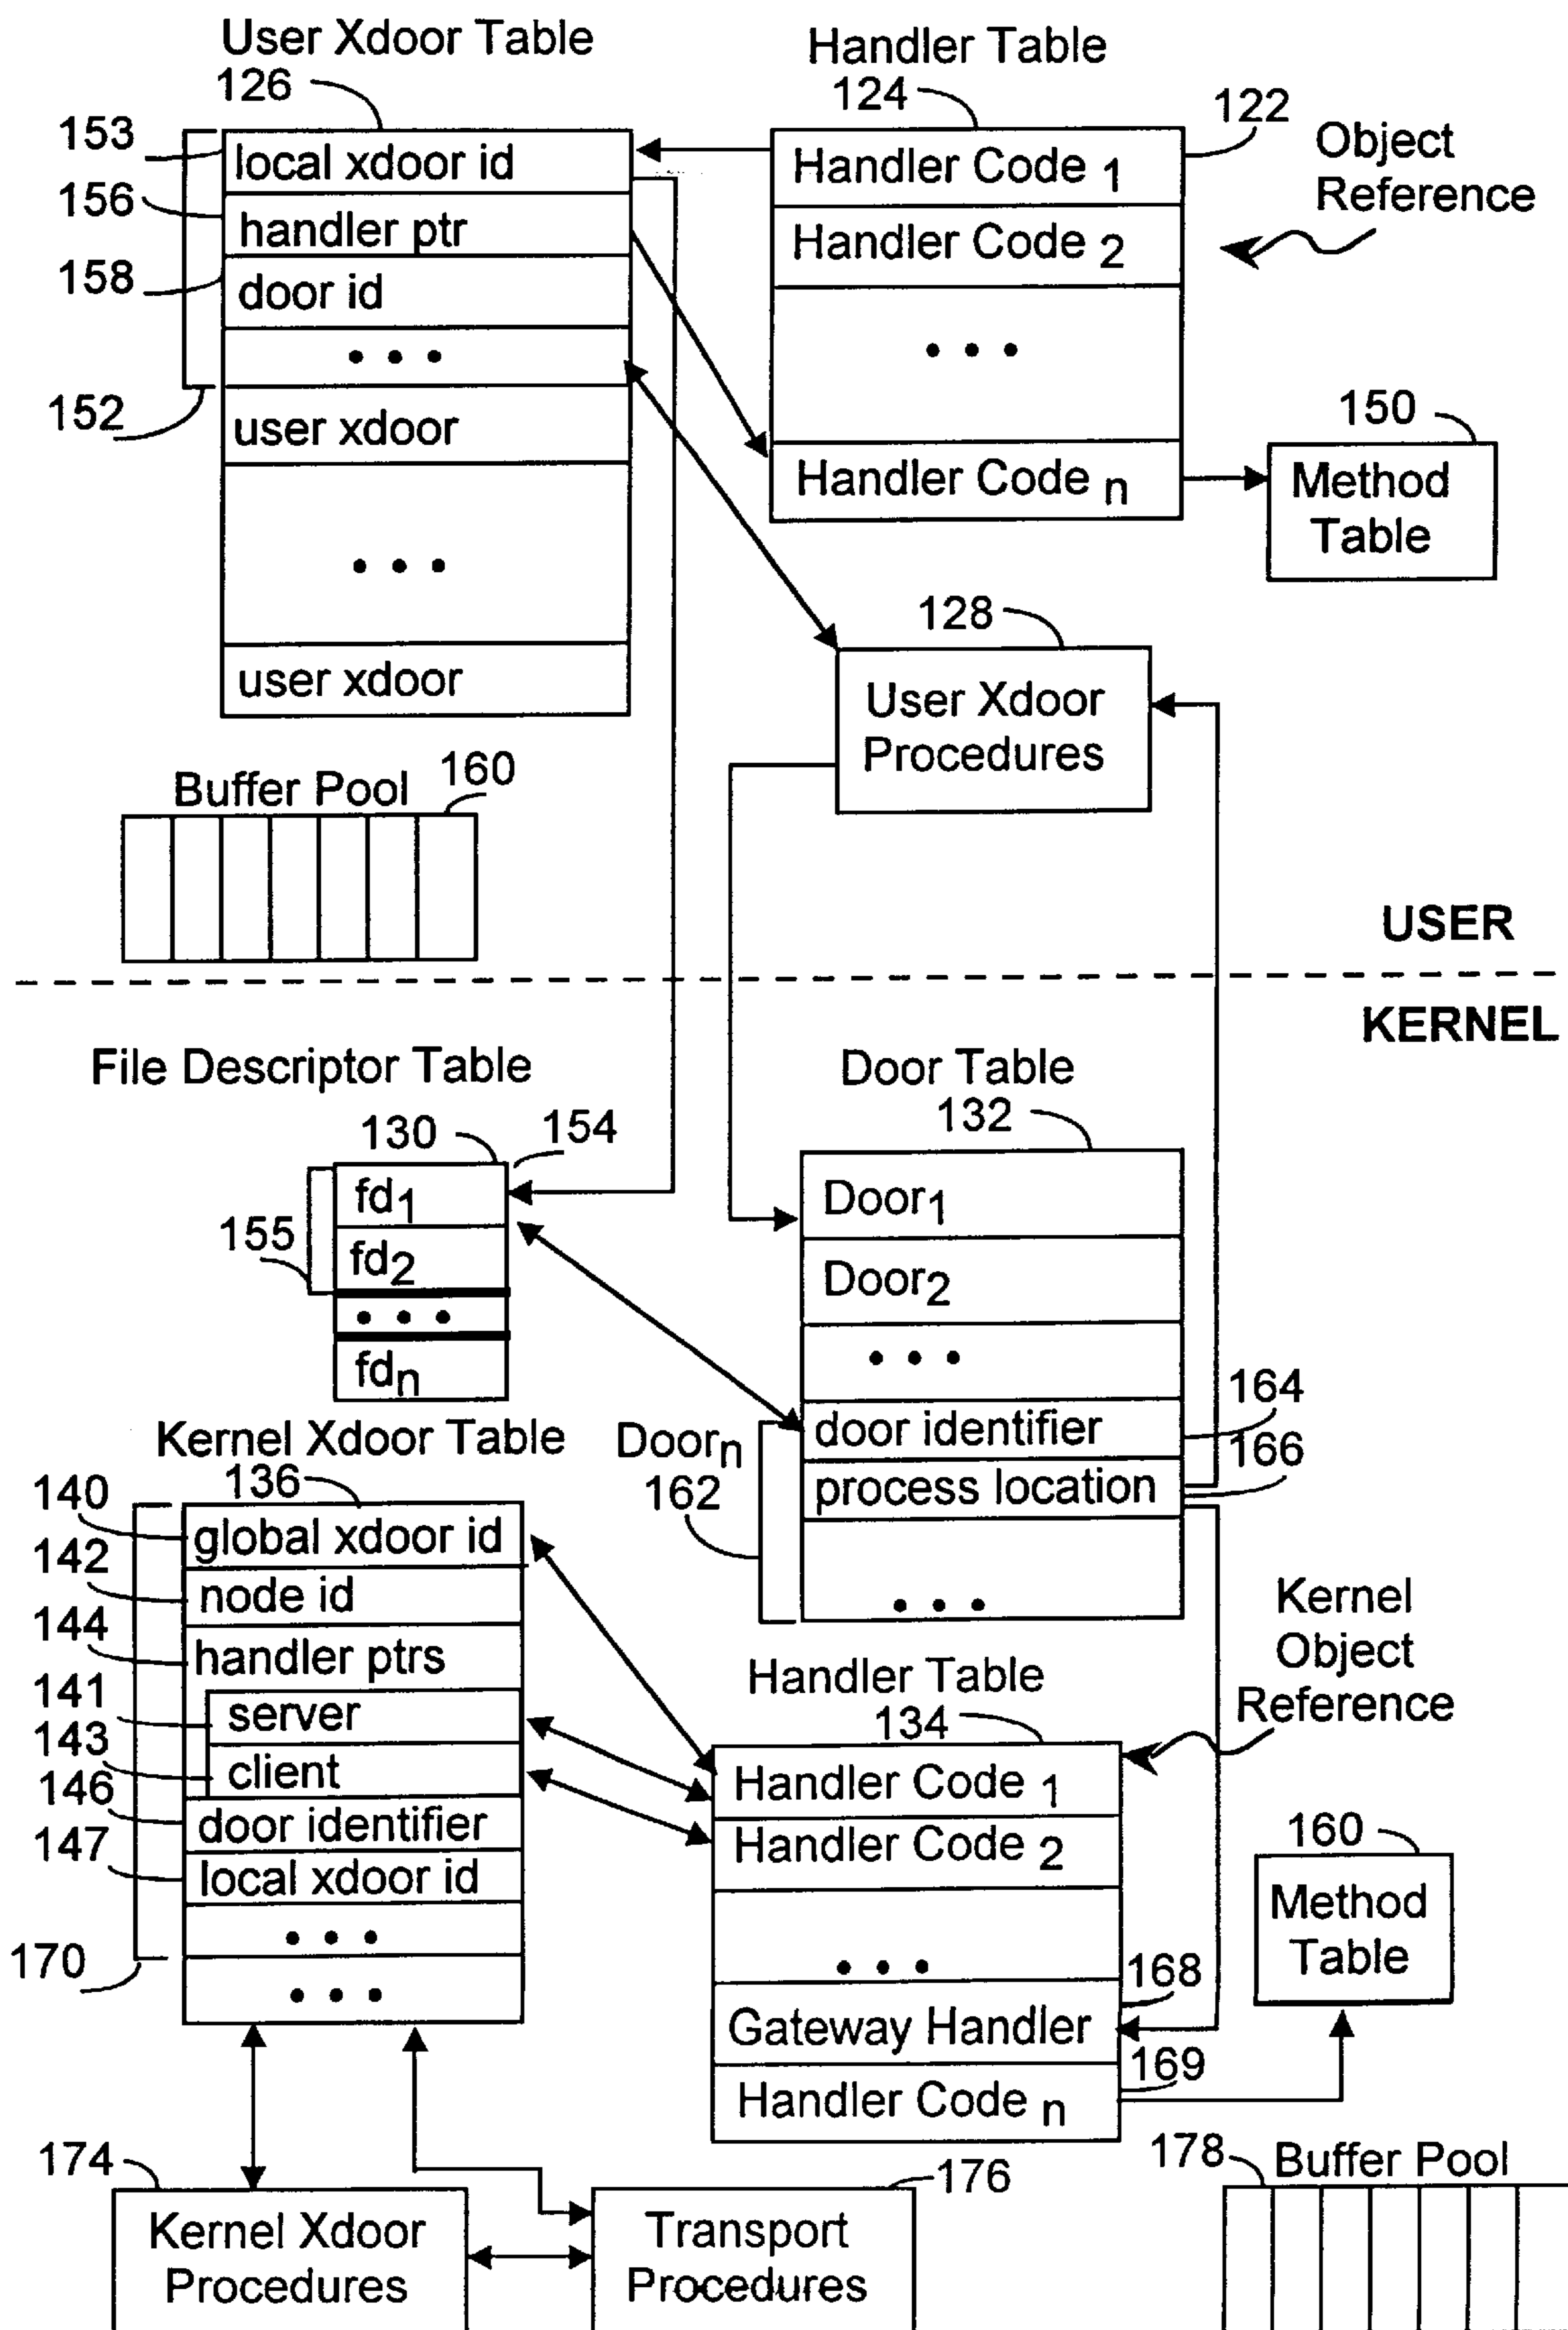 User Xdoor Table
126
Handler Table
124
122
Object
Reference
153
local xdoor id
156
handler ptr
158
door id
• • •
152
user xdoor
• • •
user xdoor
Handler Code 1
Handler Code 2
• • •
Handler Code n
150
Method
Table
128
User Xdoor
Procedures
Buffer Pool
160
USER
KERNEL
File Descriptor Table
130
154
fd1
155
fd2
• • •
fdn
Door Table
132
Door1
Door2
• • •
door identifier
164
process location
166
Doorn
162
• • •
Kernel Xdoor Table
136
140
global xdoor id
142
node id
144
handler ptrs
141
server
143
client
146
door identifier
147
local xdoor id
• • •
170
• • •
Kernel
Object
Reference
Handler Table
134
Handler Code 1
Handler Code 2
• • •
168
Gateway Handler
169
Handler Code n
160
Method
Table
174
Kernel Xdoor
Procedures
176
Transport
Procedures
178
Buffer Pool